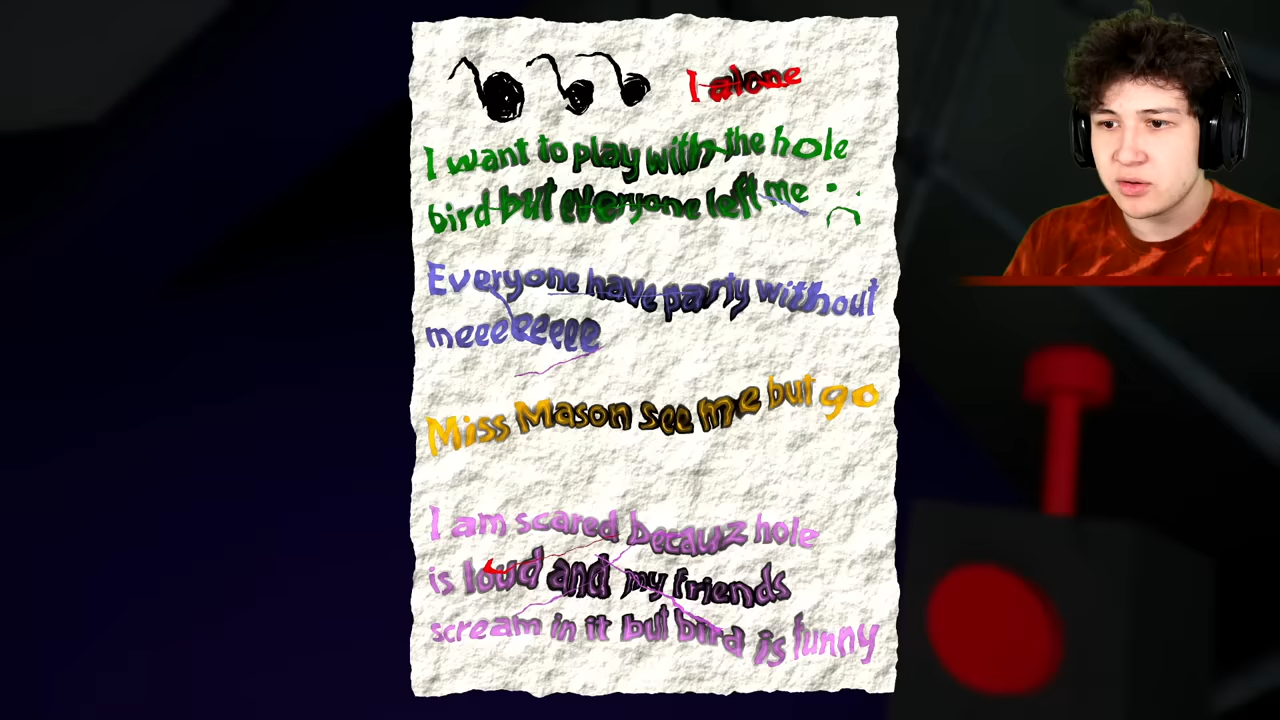 I alone
I want to play with the hole
bird but everyone left me :(
Everyone have party without
meeeeeeee
Miss Mason see me but go
I am scared becauz hole
is loud and my friends
scream in it but bird is funny